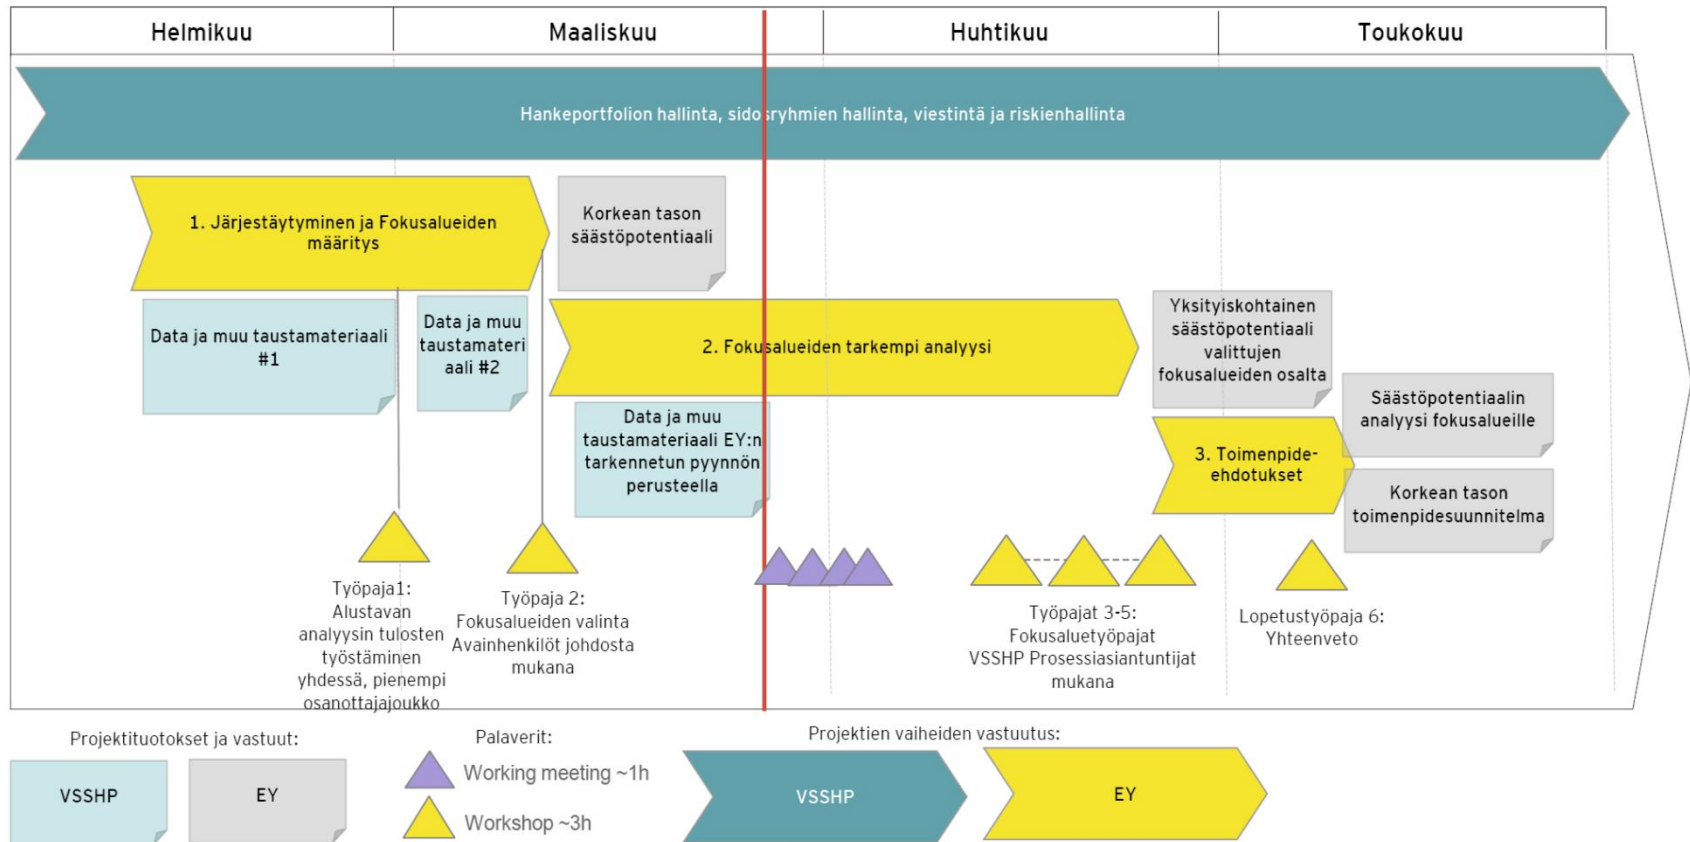 Helmikuu
Maaliskuu
Huhtikuu
Toukokuu
Hankeportfolion hallinta, sidosryhmien hallinta, viestintä ja riskienhallinta
1. Järjestäytyminen ja Fokusalueiden
määritys
Korkean tason
säästöpotentiaali
Data ja muu taustamateriaali
#1
Data ja muu
taustamateri
aali #2
2. Fokusalueiden tarkempi analyysi
Yksityiskohtainen
säästöpotentiaali
valittujen
fokusalueiden osalta
Data ja muu
taustamateriaali EY:n
tarkennetun pyynnön
perusteella
3. Toimenpide-
ehdotukset
Säästöpotentiaalin
analyysi fokusalueille
Korkean tason
toimenpidesuunnitelma
Työpaja1:
Alustavan
analyysin tulosten
työstäminen
yhdessä, pienempi
osanottajajoukko
Työpaja 2:
Fokusalueiden valinta
Avainhenkilöt johdosta
mukana
Työpajat 3-5:
Fokusaluetyöpajat
VSSHP Prosessiasiantuntijat
mukana
Lopetustyöpaja 6:
Yhteenveto
Projektituotokset ja vastuut:
VSSHP
EY
Palaverit:
Working meeting ~1h
Workshop ~3h
Projektien vaiheiden vastuutus:
VSSHP
EY